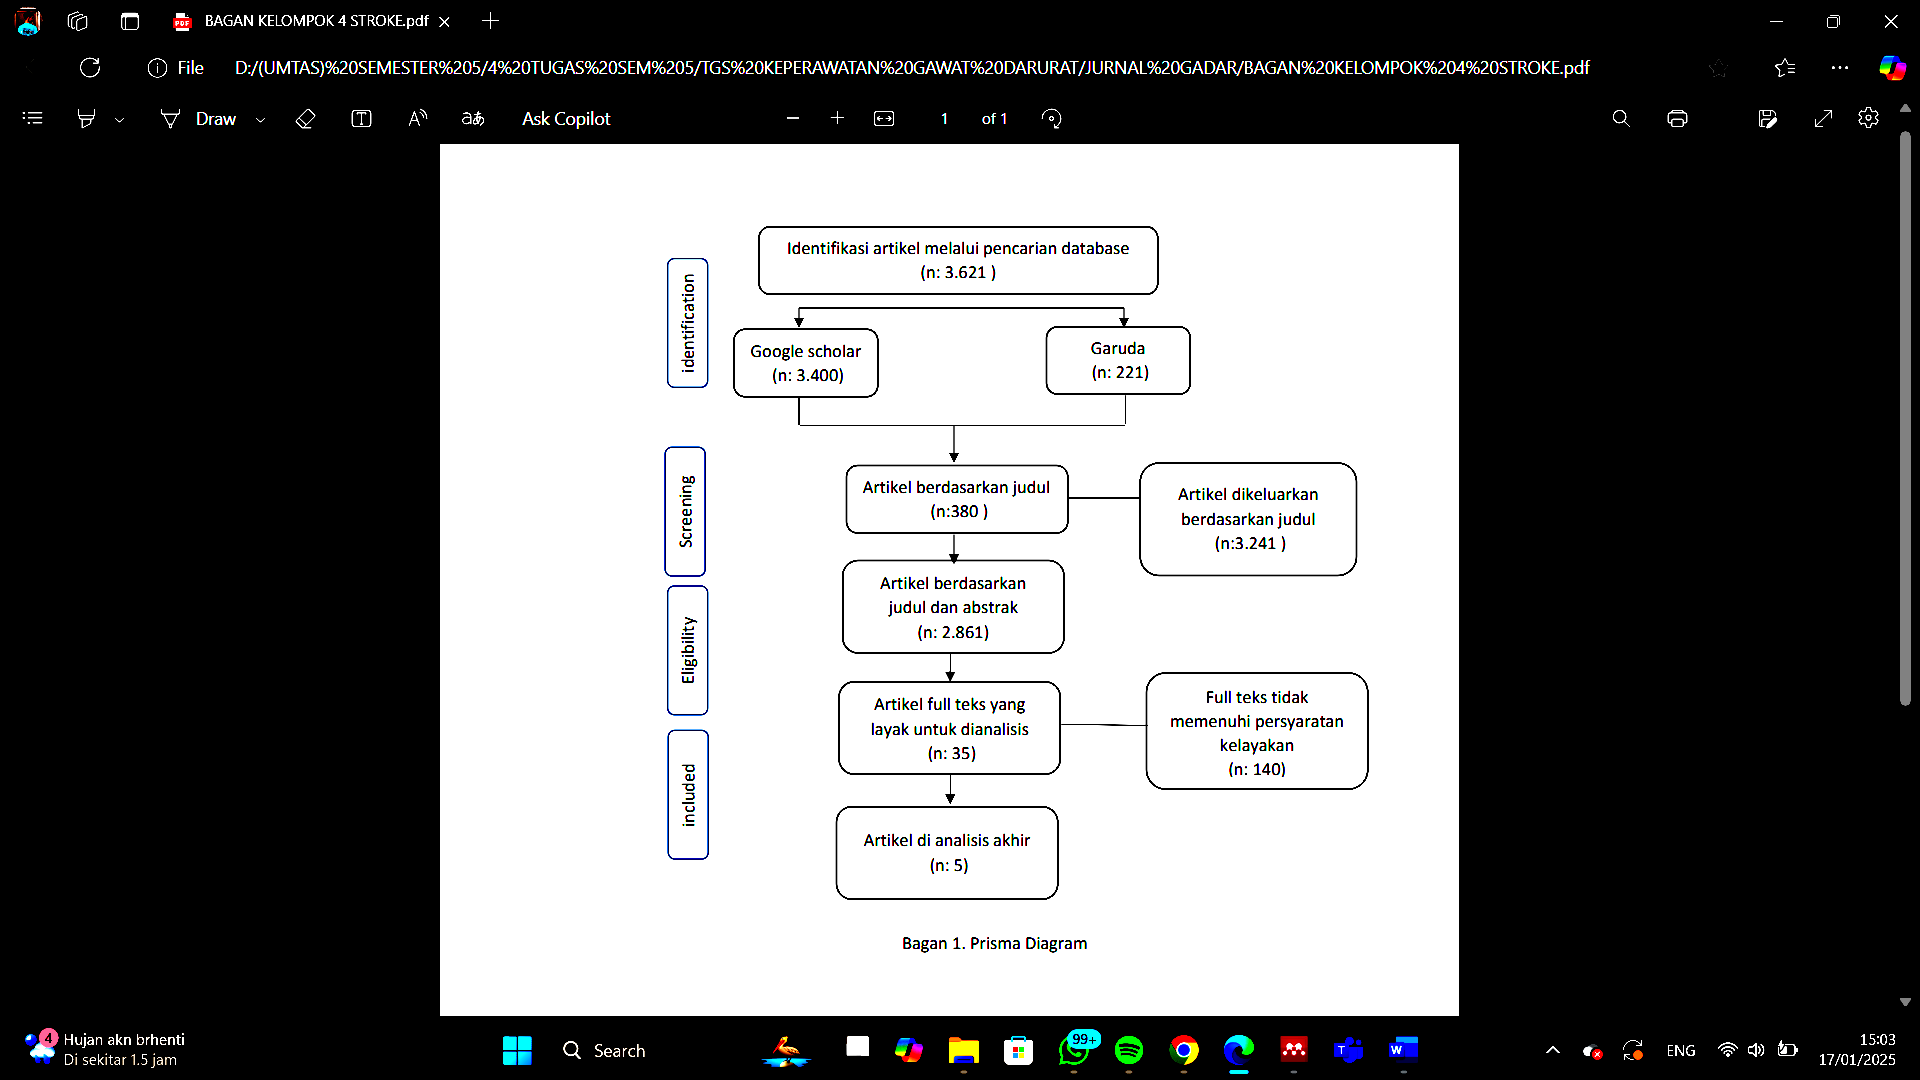 BAGAN KELOMPOK 4 STROKE.pdf
File
D:/(UMTAS)%20SEMESTER%205/4%20TUGAS%20SEM%205/TGS%20KEPERAWATAN%20GAWAT%20DARURAT/JURNAL%20GADAR/BAGAN%20KELOMPOK%204%20STROKE.pdf
Draw
aあ
Ask Copilot
1
of 1
Identifikasi artikel melalui pencarian database
(n: 3.621 )
identification
Google scholar
(n: 3.400)
Garuda
(n: 221)
Screening
Artikel berdasarkan judul
(n:380 )
Artikel dikeluarkan
berdasarkan judul
(n:3.241 )
Eligibility
Artikel berdasarkan
judul dan abstrak
(n: 2.861)
Artikel full teks yang
layak untuk dianalisis
(n: 35)
Full teks tidak
memenuhi persyaratan
kelayakan
(n: 140)
included
Artikel di analisis akhir
(n: 5)
Bagan 1. Prisma Diagram
4
Hujan akn brhenti
Di sekitar 1.5 jam
Search
99+
ENG
15:03
17/01/2025